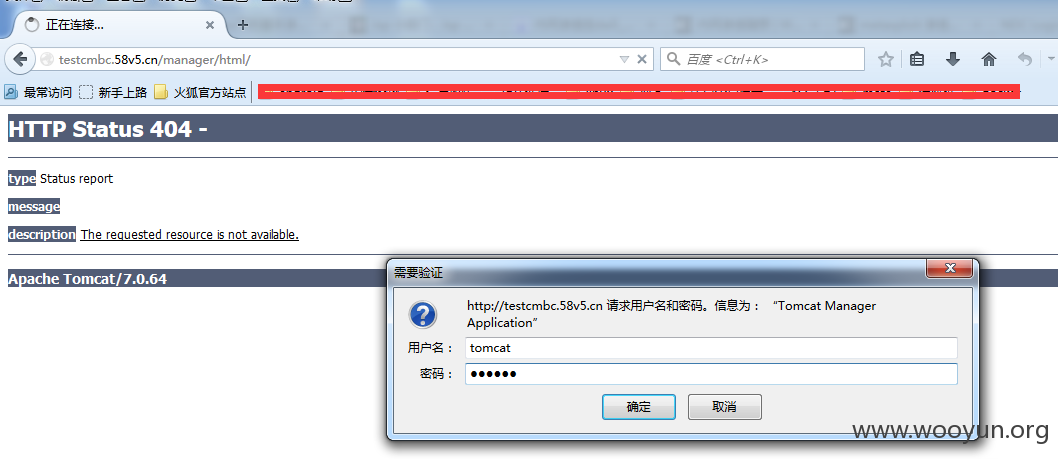 正在连接...
testcmbc.58v5.cn/manager/html/
百度 <Ctrl+K>
最常访问 新手上路 火狐官方站点
HTTP Status 404 -
type Status report
message
description The requested resource is not available.
Apache Tomcat/7.0.64
需要验证
http://testcmbc.58v5.cn 请求用户名和密码。信息为： “Tomcat Manager
Application”
用户名： tomcat
密码： ●●●●●●
确定 取消
www.wooyun.org